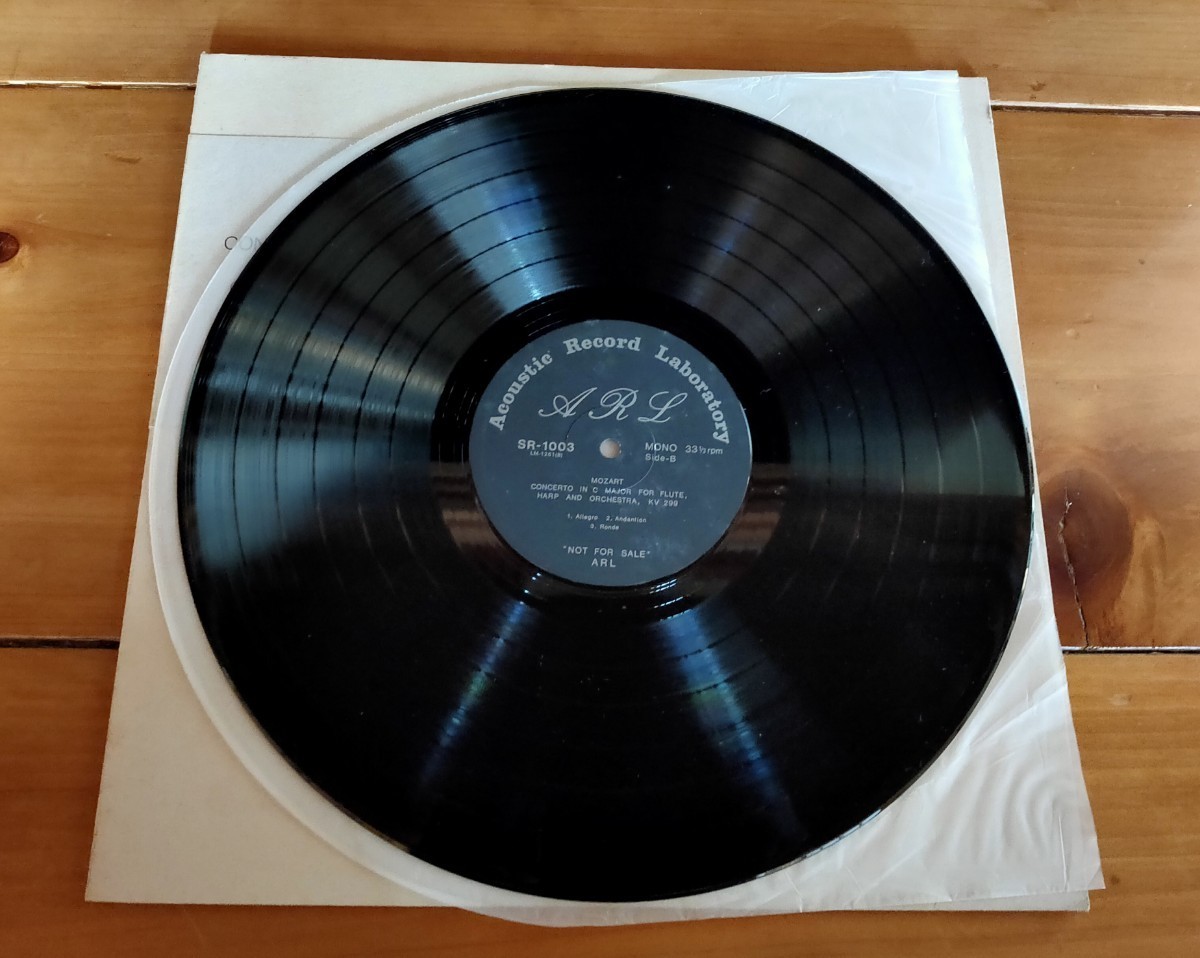 CON
Acoustic Record Laboratory
ARL
SR-1003 MONO 33⅓rpm
Side-B
MOZART
CONCERTO IN C MAJOR FOR FLUTE,
HARP AND ORCHESTRA, KV 299
1. Allegro 2. Andantion
3. Rondo
"NOT FOR SALE"
ARL